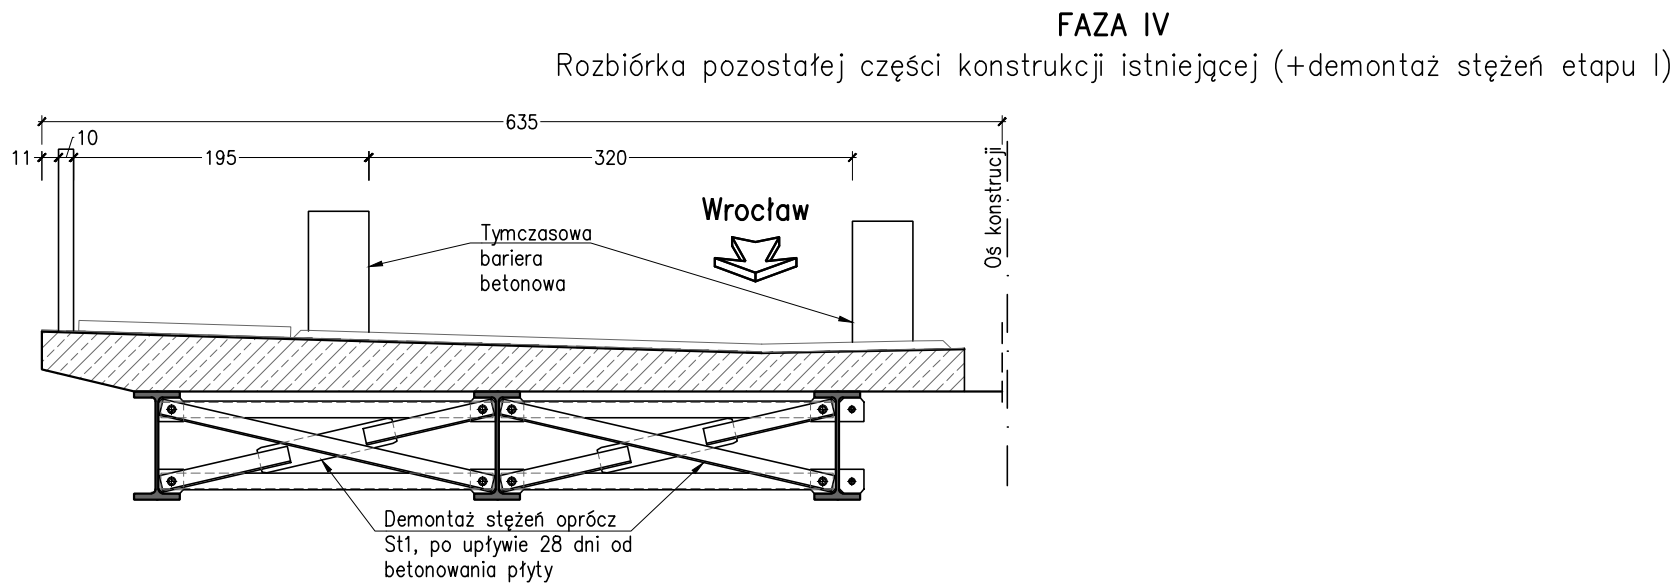 FAZA IV
Rozbiórka pozostałej części konstrukcji istniejącej (+demontaż stężeń etapu I)
635
10
11
195
320
Oś konstrucji
Wrocław
Tymczasowa
bariera
betonowa
Demontaż stężeń oprócz
St1, po upływie 28 dni od
betonowania płyty